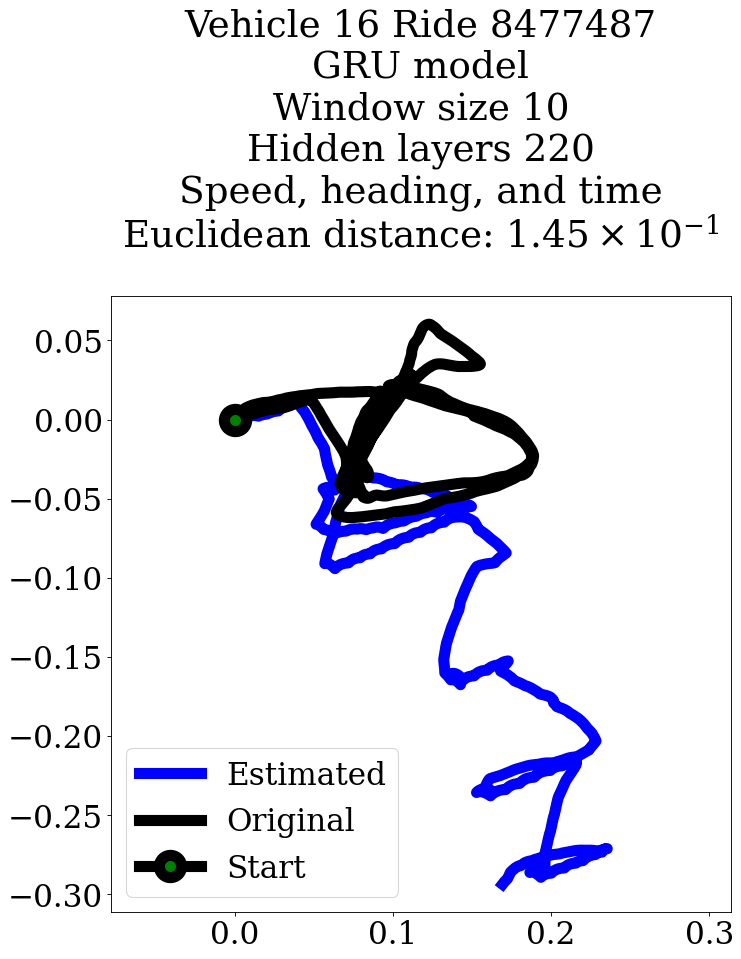 Vehicle 16 Ride 8477487
GRU model
Window size 10
Hidden layers 220
Speed, heading, and time
Euclidean distance: 1.45 × 10⁻¹
0.05
0.00
−0.05
−0.10
−0.15
−0.20
−0.25
−0.30
Estimated
Original
Start
0.0 0.1 0.2 0.3